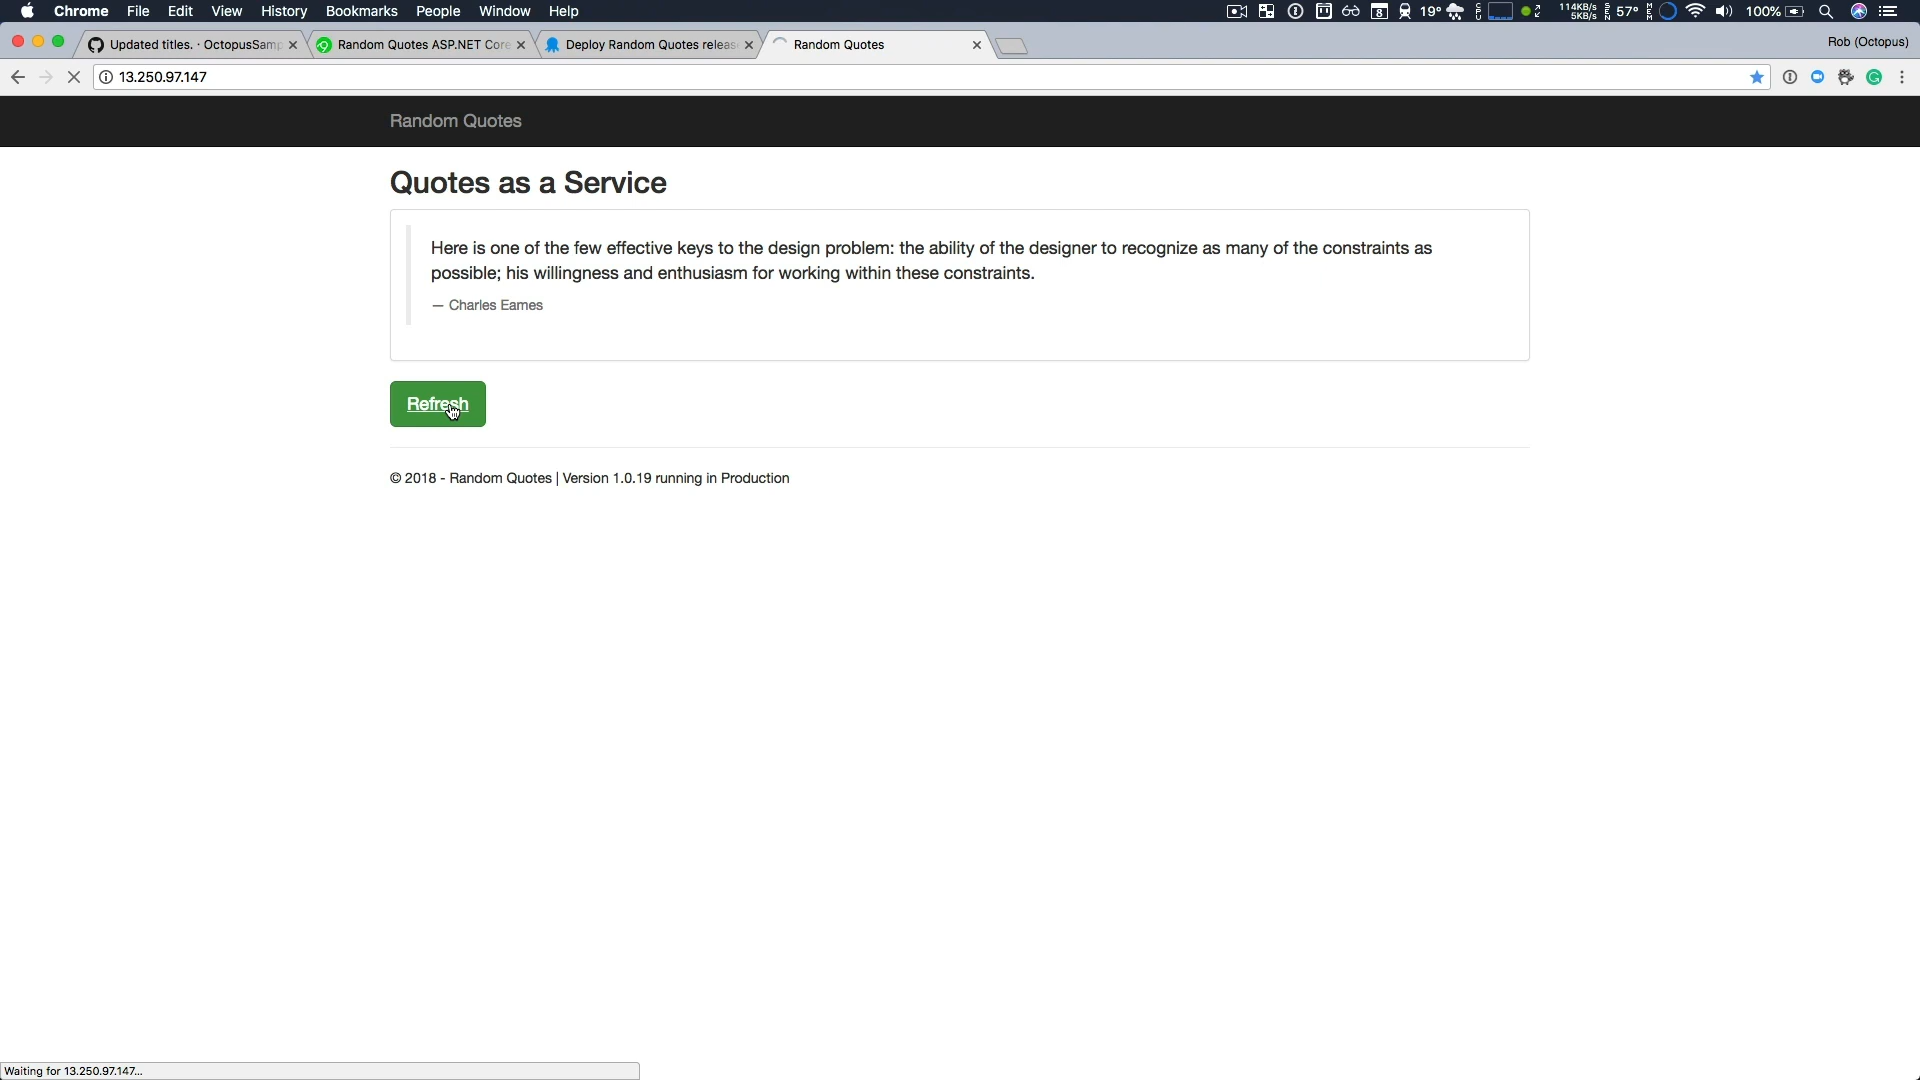 Chrome File Edit View History Bookmarks People Window Help 8 19° 114KB/s 5KB/s 57° 100%
Updated titles. · OctopusSamp Random Quotes ASP.NET Core Deploy Random Quotes releas Random Quotes Rob (Octopus)
13.250.97.147
Random Quotes
Quotes as a Service
Here is one of the few effective keys to the design problem: the ability of the designer to recognize as many of the constraints as
possible; his willingness and enthusiasm for working within these constraints.
— Charles Eames
Refresh
© 2018 - Random Quotes | Version 1.0.19 running in Production
Waiting for 13.250.97.147...